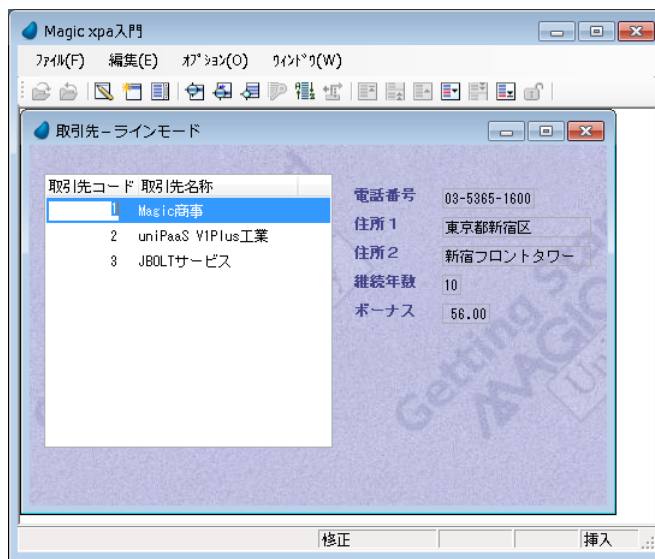 Magic xpa入門
ﾌｧｲﾙ(F) 編集(E) ｵﾌﾟｼｮﾝ(O) ｳｨﾝﾄﾞｳ(W)
取引先−ラインモード
取引先コード 取引先名称
1 Magic商事
2 uniPaaS V1Plus工業
3 JBOLTサービス
電話番号 03-5365-1600
住所１ 東京都新宿区
住所２ 新宿フロントタワー
継続年数 10
ボーナス 56.00
Getting
MAGIC
修正 挿入